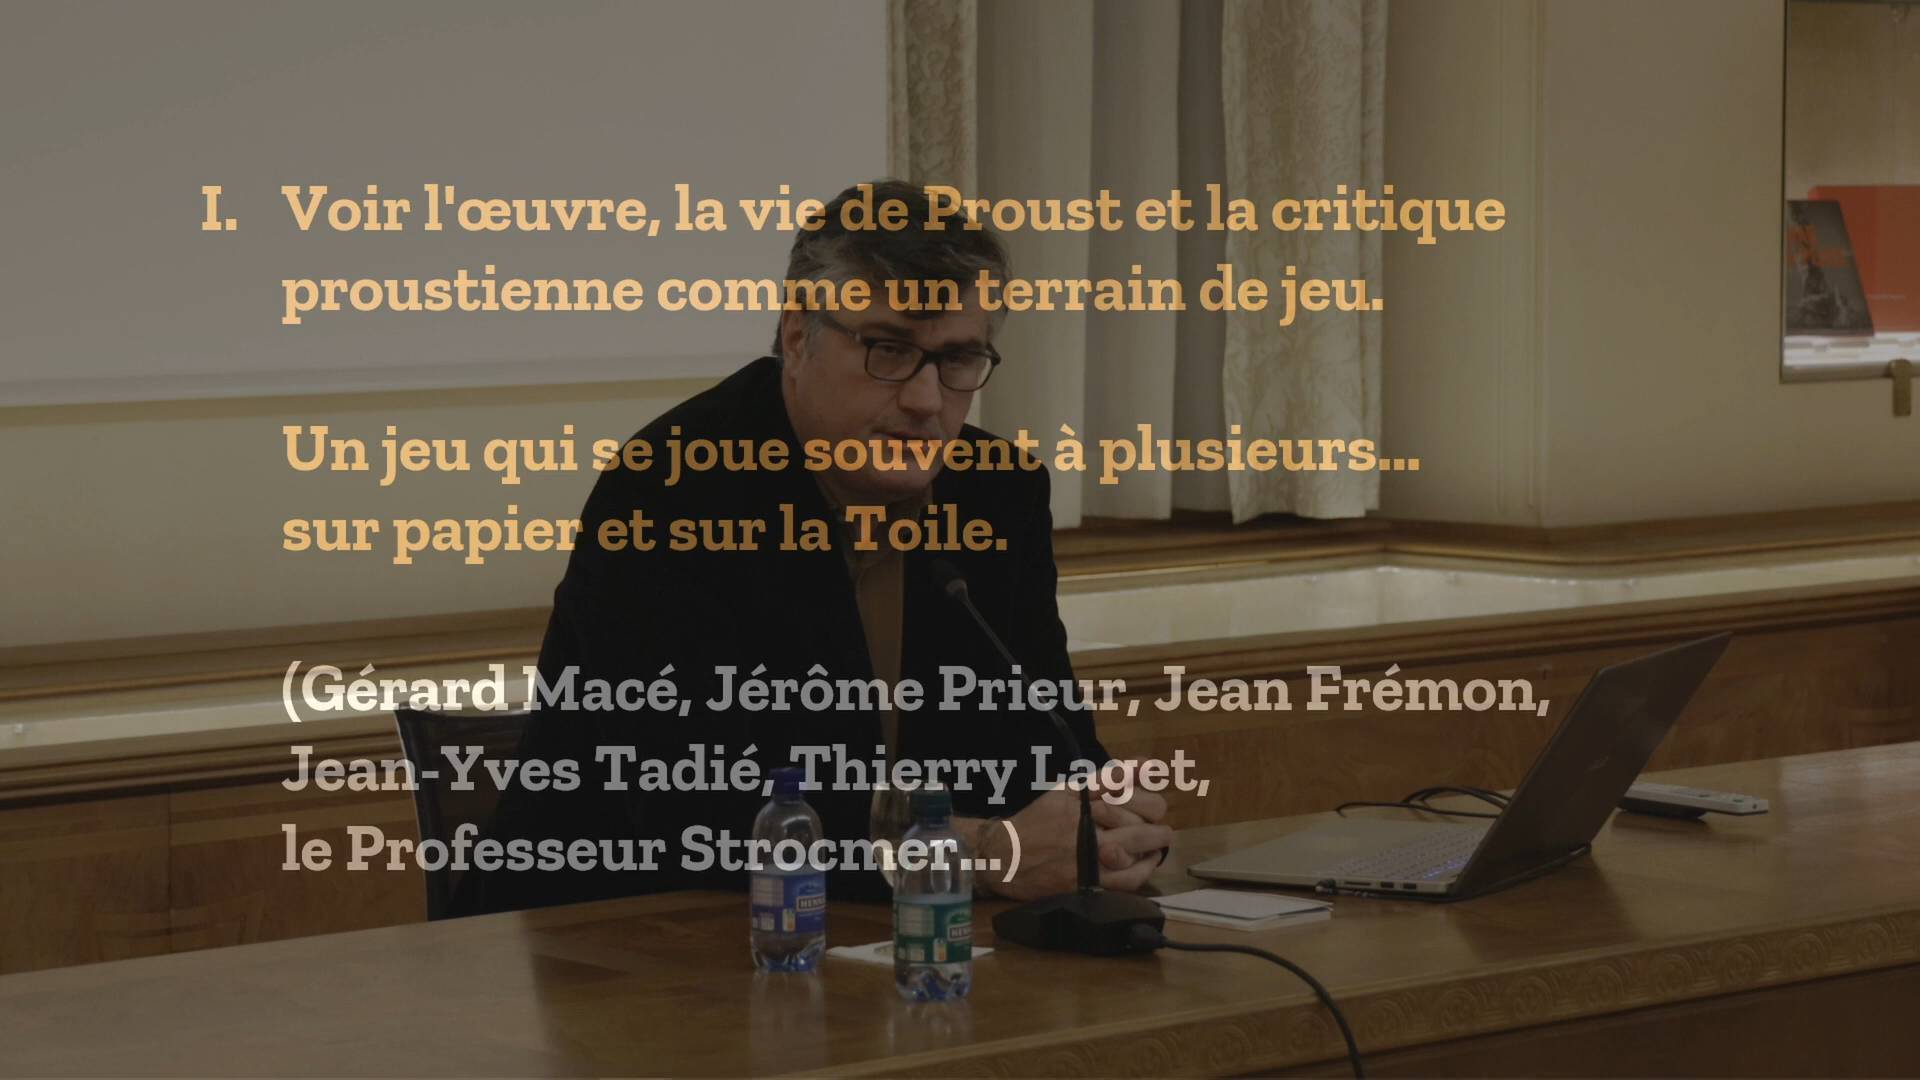 I. Voir l'œuvre, la vie de Proust et la critique
proustienne comme un terrain de jeu.
Un jeu qui se joue souvent à plusieurs...
sur papier et sur la Toile.
(Gérard Macé, Jérôme Prieur, Jean Frémon,
Jean-Yves Tadié, Thierry Laget,
le Professeur Strocmer...)